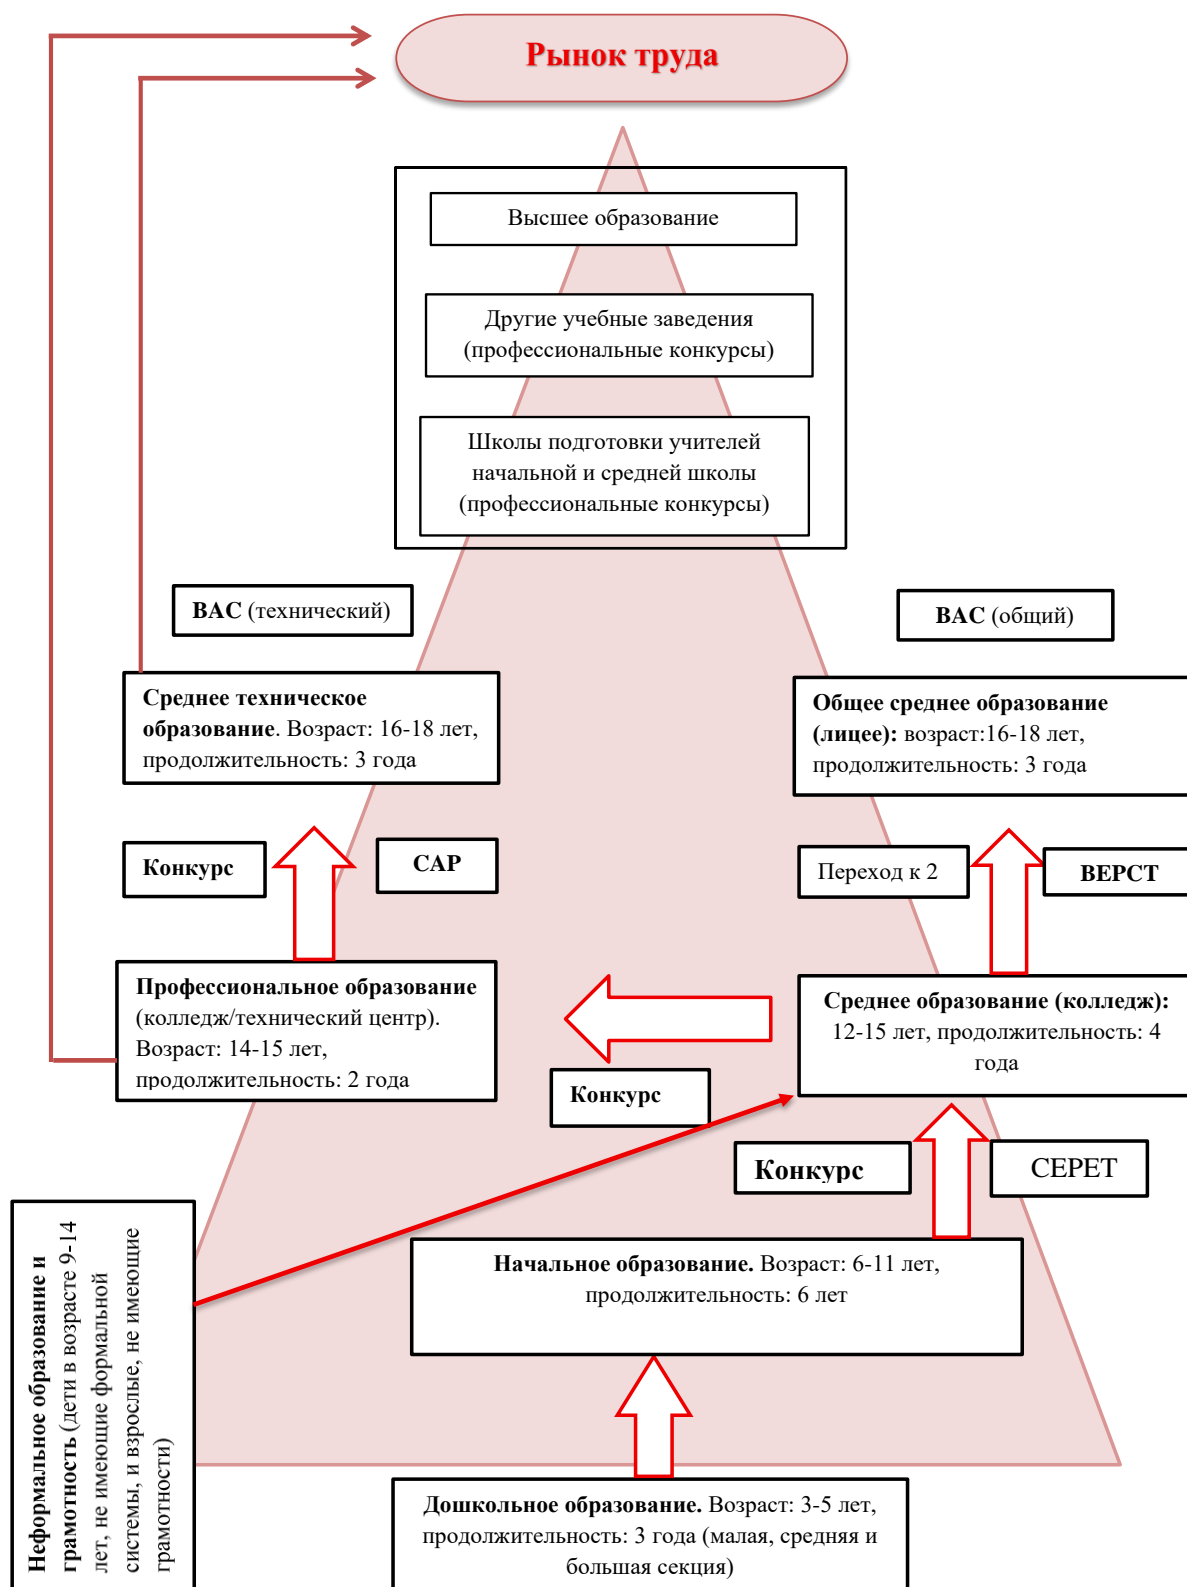 Рынок труда
Высшее образование
Другие учебные заведения
(профессиональные конкурсы)
Школы подготовки учителей
начальной и средней школы
(профессиональные конкурсы)
BAC (технический)
BAC (общий)
Среднее техническое
образование. Возраст: 16-18 лет,
продолжительность: 3 года
Общее среднее образование
(лицее): возраст:16-18 лет,
продолжительность: 3 года
Конкурс
CAP
Переход к 2
ВЕРСТ
Профессиональное образование
(колледж/технический центр).
Возраст: 14-15 лет,
продолжительность: 2 года
Среднее образование (колледж):
12-15 лет, продолжительность: 4
года
Конкурс
Конкурс
СЕРЕТ
Неформальное образование и
грамотность (дети в возрасте 9-14
лет, не имеющие формальной
системы, и взрослые, не имеющие
грамотности)
Начальное образование. Возраст: 6-11 лет,
продолжительность: 6 лет
Дошкольное образование. Возраст: 3-5 лет,
продолжительность: 3 года (малая, средняя и
большая секция)